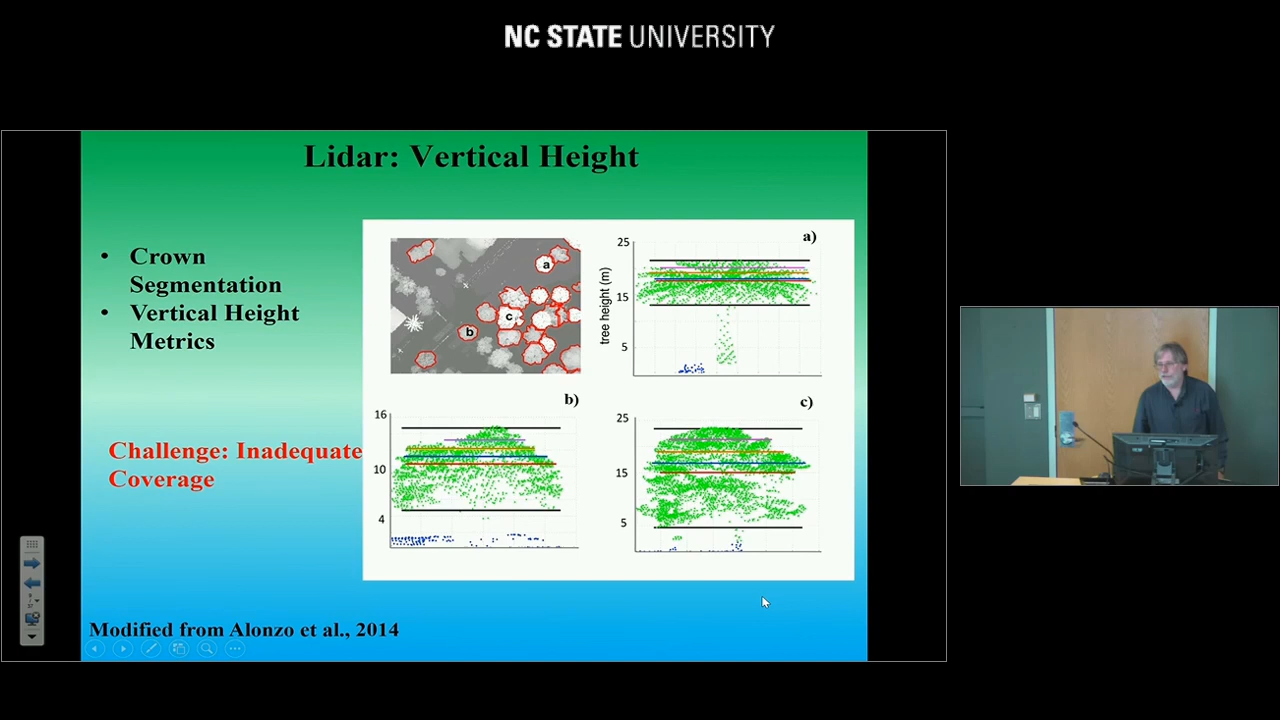 NC STATE UNIVERSITY
Lidar: Vertical Height
• Crown
Segmentation
• Vertical Height
Metrics
Challenge: Inadequate
Coverage
a
b
c
a)
25
15
5
tree height (m)
b)
16
10
4
c)
25
15
5
Modified from Alonzo et al., 2014